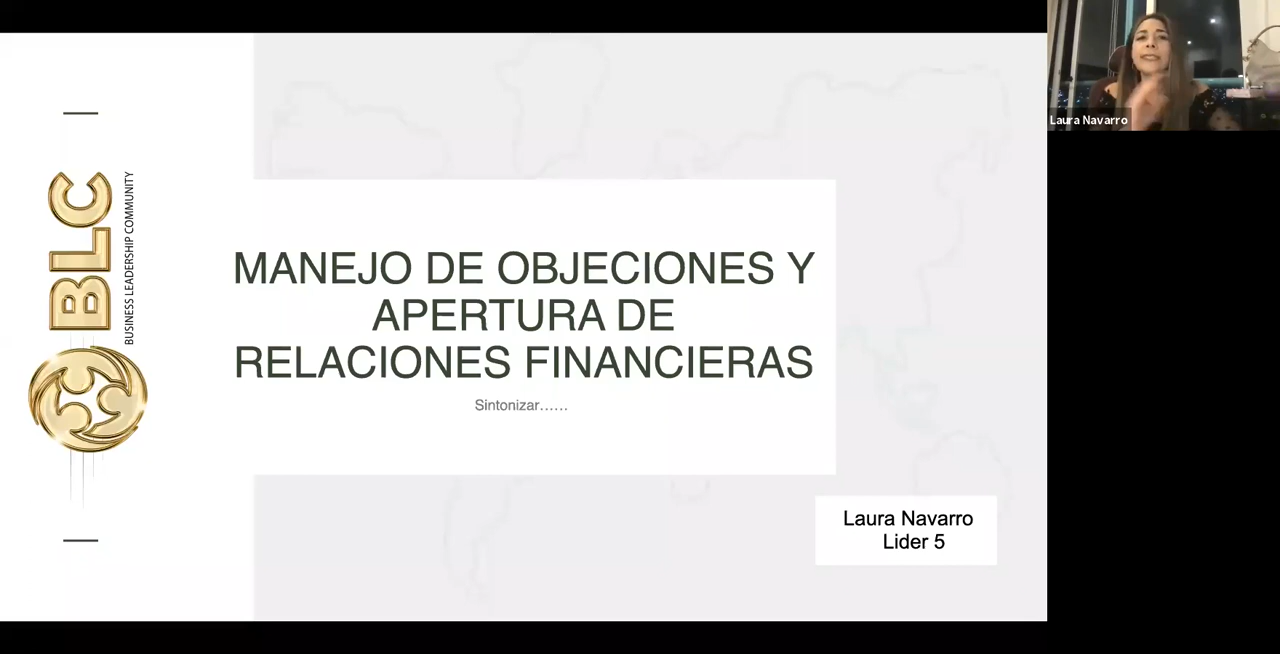 BLC
BUSINESS LEADERSHIP COMMUNITY
MANEJO DE OBJECIONES Y
APERTURA DE
RELACIONES FINANCIERAS
Sintonizar......
Laura Navarro
Lider 5
Laura Navarro